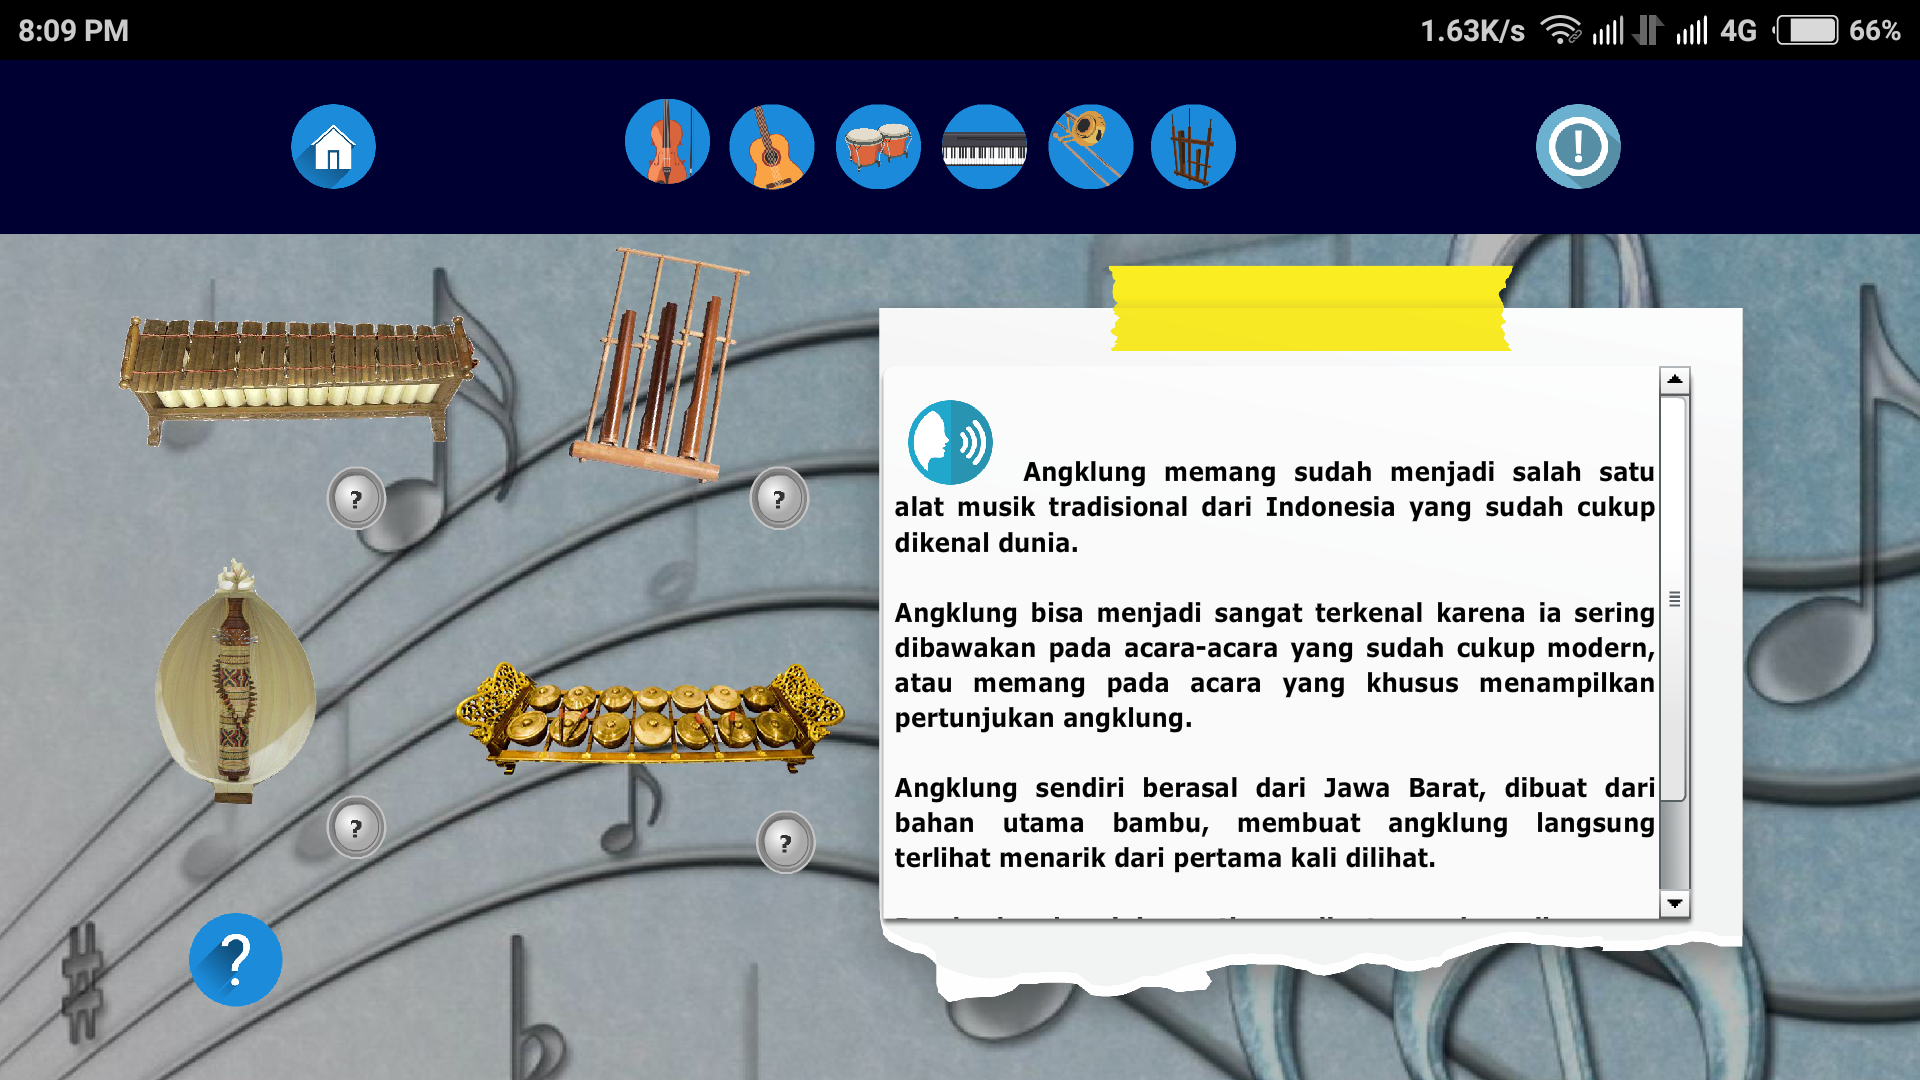 8:09 PM
1.63K/s 4G 66%
Angklung memang sudah menjadi salah satu
alat musik tradisional dari Indonesia yang sudah cukup
dikenal dunia.
Angklung bisa menjadi sangat terkenal karena ia sering
dibawakan pada acara-acara yang sudah cukup modern,
atau memang pada acara yang khusus menampilkan
pertunjukan angklung.
Angklung sendiri berasal dari Jawa Barat, dibuat dari
bahan utama bambu, membuat angklung langsung
terlihat menarik dari pertama kali dilihat.
?
?
?
?
?